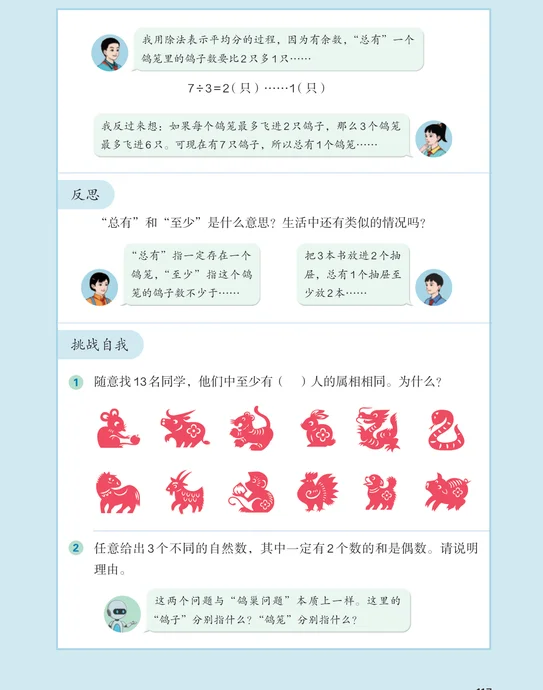 我用除法表示平均分的过程，因为有余数，“总有”一个
鸽笼里的鸽子数要比2只多1只……
7÷3=2（只）……1（只）
我反过来想：如果每个鸽笼最多飞进2只鸽子，那么3个鸽笼
最多飞进6只。可现在有7只鸽子，所以总有1个鸽笼……
反思
“总有”和“至少”是什么意思？生活中还有类似的情况吗？
“总有”指一定存在一个
鸽笼，“至少”指这个鸽
笼的鸽子数不少于……
把3本书放进2个抽
屉，总有1个抽屉至
少放2本……
挑战自我
1 随意找13名同学，他们中至少有（ ）人的属相相同。为什么？
2 任意给出3个不同的自然数，其中一定有2个数的和是偶数。请说明
理由。
这两个问题与“鸽巢问题”本质上一样。这里的
“鸽子”分别指什么？“鸽笼”分别指什么？